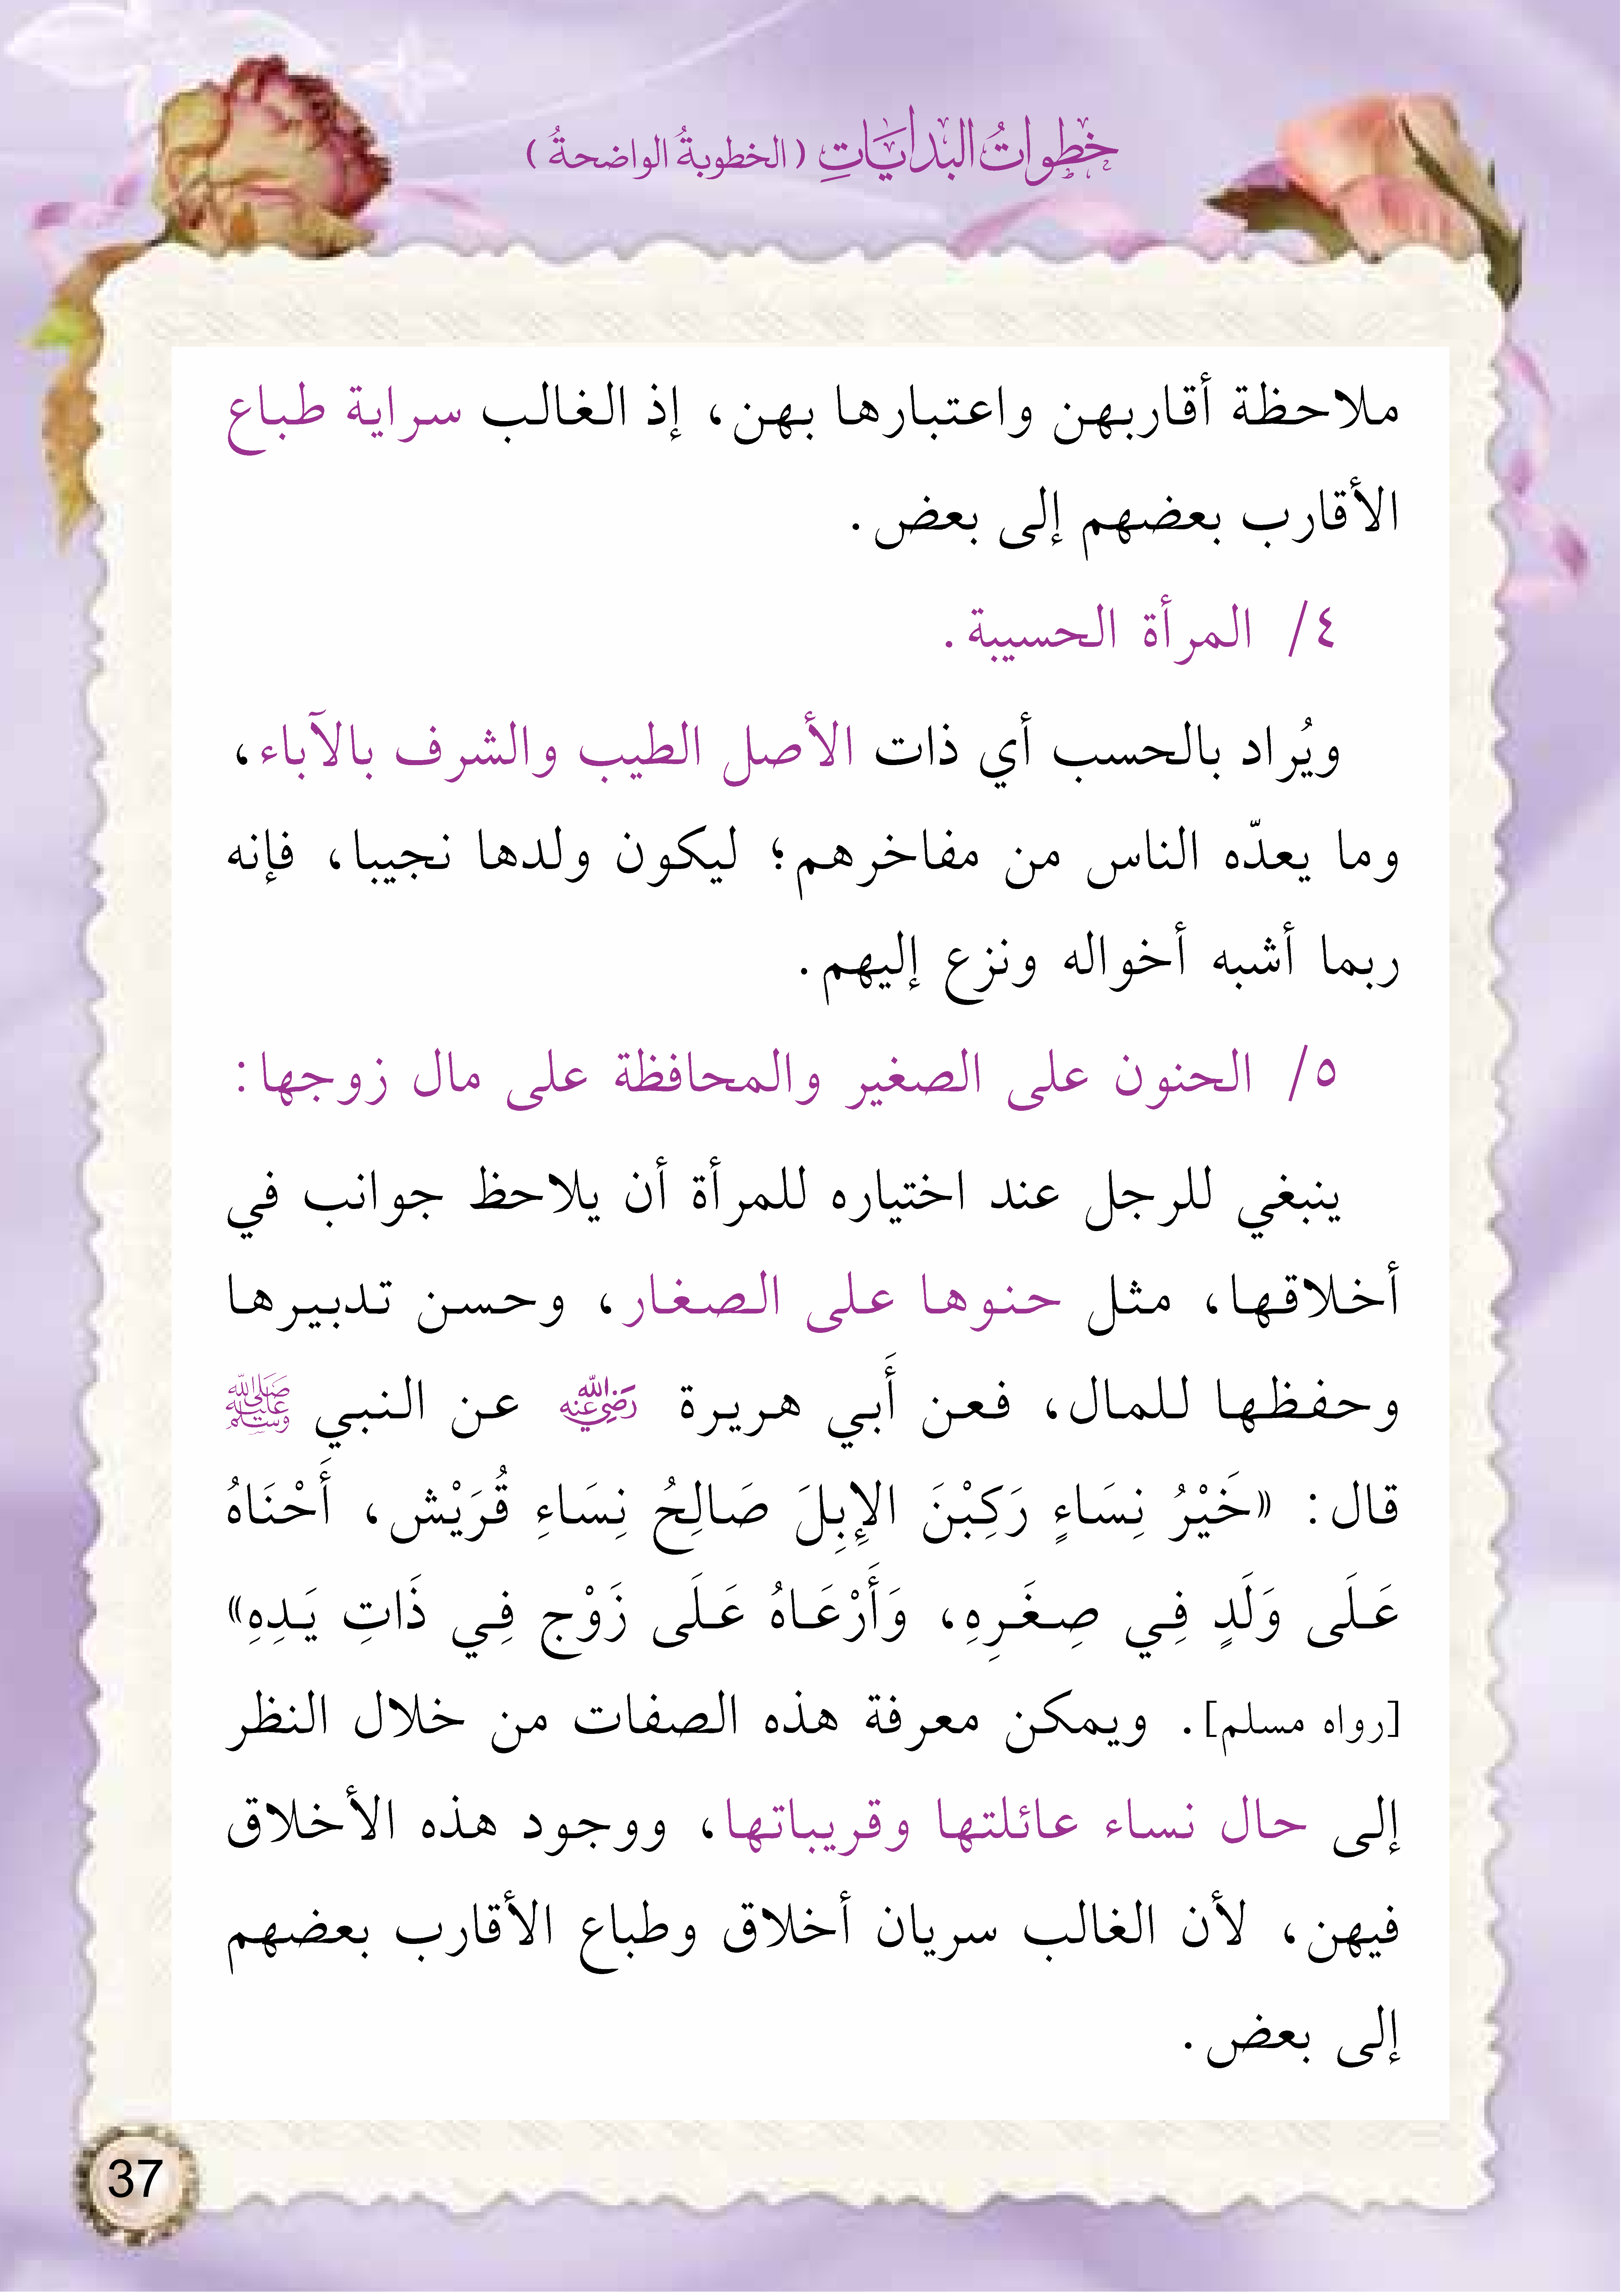 خطواتُ البداياتِ (الخطوبةُ الواضحةُ)
ملاحظة أقاربهن واعتبارها بهن، إذ الغالب سراية طباع
الأقارب بعضهم إلى بعض.
٤/ المرأة الحسيبة.
ويُراد بالحسب أي ذات الأصل الطيب والشرف بالآباء،
وما يعدّه الناس من مفاخرهم؛ ليكون ولدها نجيبا، فإنه
ربما أشبه أخواله ونزع إليهم.
٥/ الحنون على الصغير والمحافظة على مال زوجها:
ينبغي للرجل عند اختياره للمرأة أن يلاحظ جوانب في
أخلاقها، مثل حنوها على الصغار، وحسن تدبيرها
وحفظها للمال، فعن أَبي هريرة رضي الله عنه عن النبي ﷺ
قال: «خَيْرُ نِسَاءٍ رَكِبْنَ الإِبِلَ صَالِحُ نِسَاءِ قُرَيْش، أَحْنَاهُ
عَلَى وَلَدٍ فِي صِغَرِهِ، وَأَرْعَاهُ عَلَى زَوْج فِي ذَاتِ يَدِهِ»
[رواه مسلم]. ويمكن معرفة هذه الصفات من خلال النظر
إلى حال نساء عائلتها وقريباتها، ووجود هذه الأخلاق
فيهن، لأن الغالب سريان أخلاق وطباع الأقارب بعضهم
إلى بعض.
37